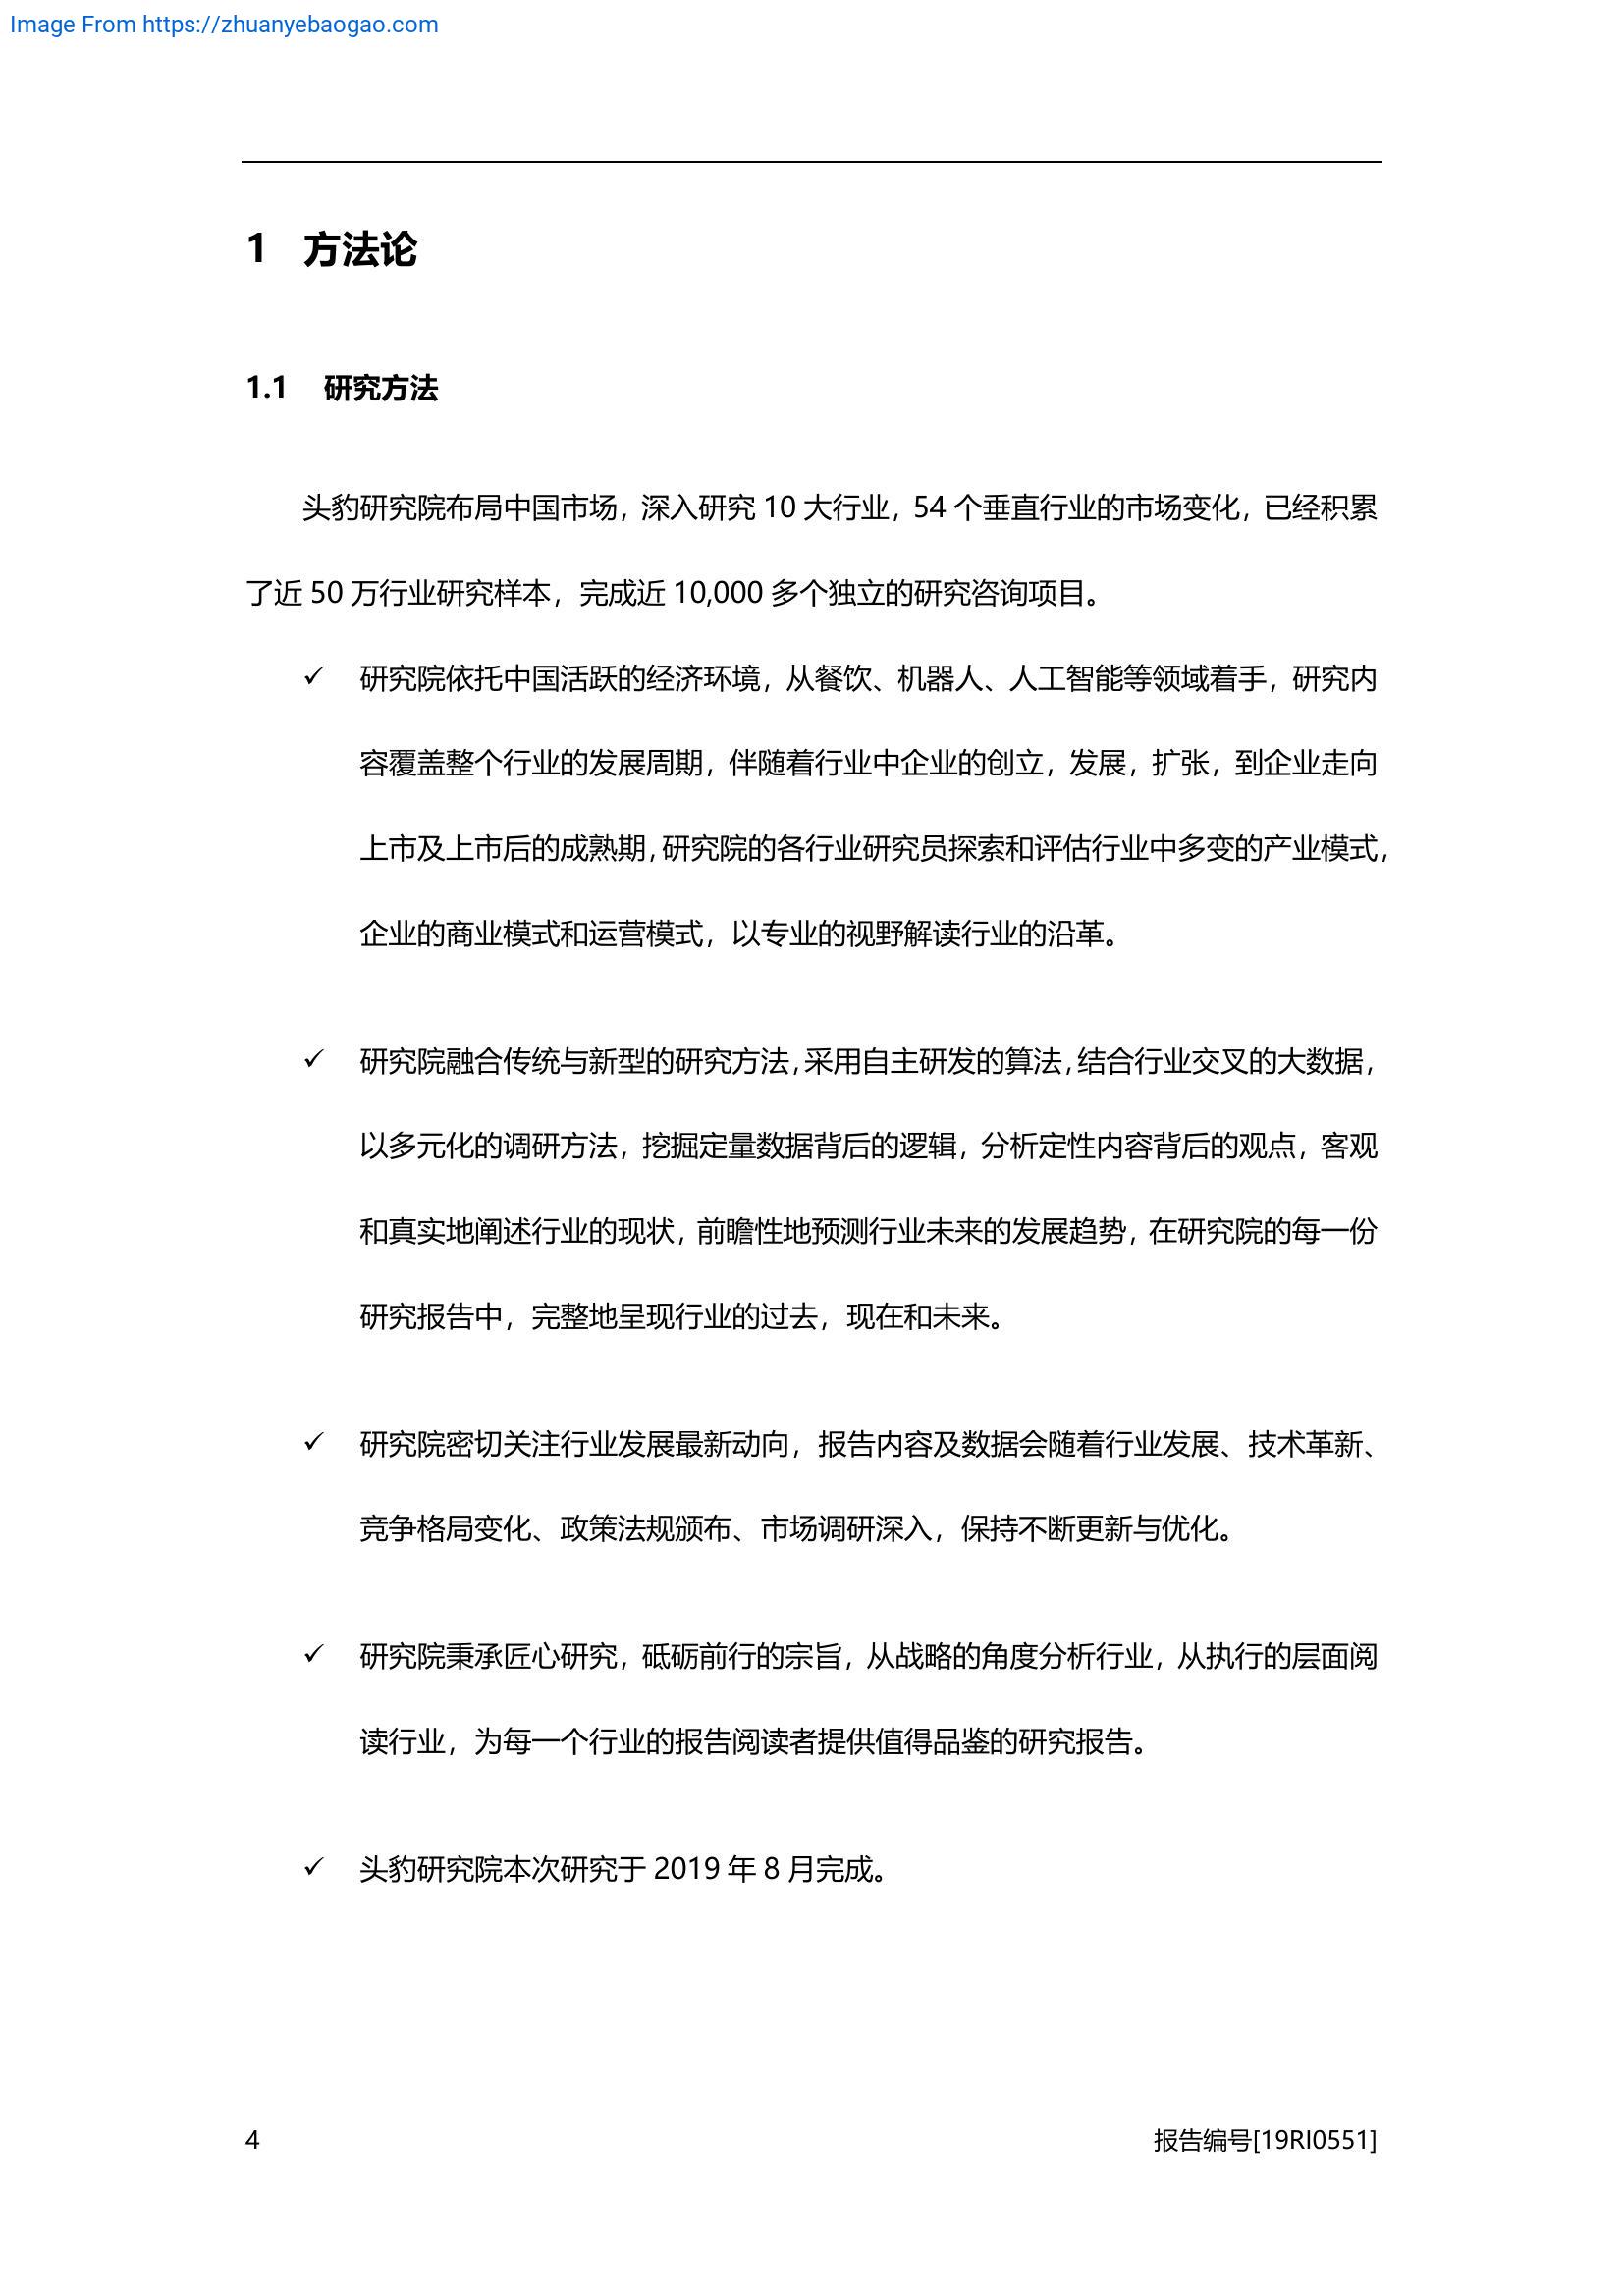 Image From https://zhuanyebaogao.com
1 方法论
1.1 研究方法
头豹研究院布局中国市场，深入研究 10 大行业，54 个垂直行业的市场变化，已经积累
了近 50 万行业研究样本，完成近 10,000 多个独立的研究咨询项目。
✓ 研究院依托中国活跃的经济环境，从餐饮、机器人、人工智能等领域着手，研究内
容覆盖整个行业的发展周期，伴随着行业中企业的创立，发展，扩张，到企业走向
上市及上市后的成熟期，研究院的各行业研究员探索和评估行业中多变的产业模式，
企业的商业模式和运营模式，以专业的视野解读行业的沿革。
✓ 研究院融合传统与新型的研究方法，采用自主研发的算法，结合行业交叉的大数据，
以多元化的调研方法，挖掘定量数据背后的逻辑，分析定性内容背后的观点，客观
和真实地阐述行业的现状，前瞻性地预测行业未来的发展趋势，在研究院的每一份
研究报告中，完整地呈现行业的过去，现在和未来。
✓ 研究院密切关注行业发展最新动向，报告内容及数据会随着行业发展、技术革新、
竞争格局变化、政策法规颁布、市场调研深入，保持不断更新与优化。
✓ 研究院秉承匠心研究，砥砺前行的宗旨，从战略的角度分析行业，从执行的层面阅
读行业，为每一个行业的报告阅读者提供值得品鉴的研究报告。
✓ 头豹研究院本次研究于 2019 年 8 月完成。
4 报告编号[19RI0551]